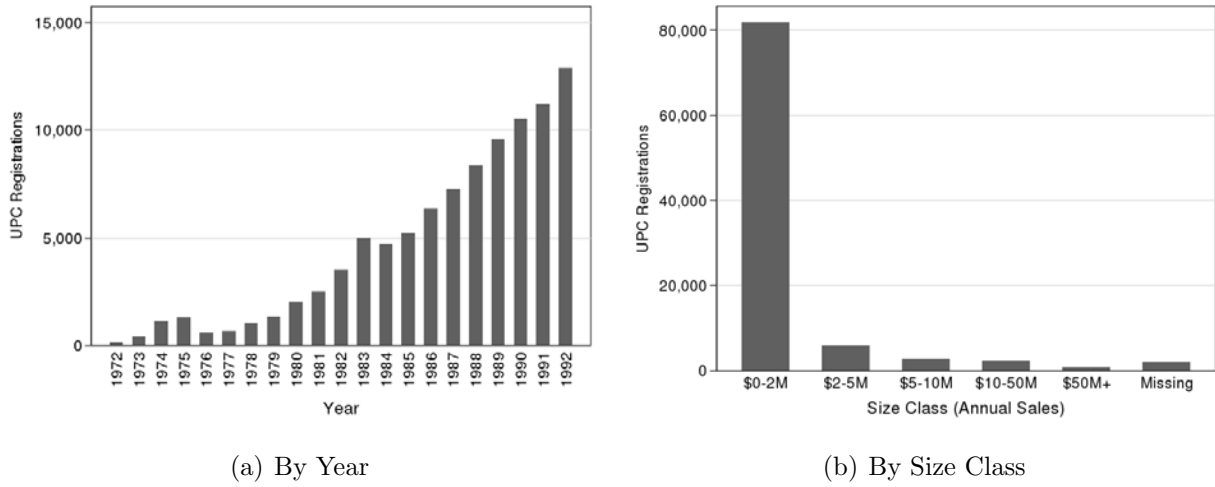 15,000
10,000
5,000
0
UPC Registrations
1972 1973 1974 1975 1976 1977 1978 1979 1980 1981 1982 1983 1984 1985 1986 1987 1988 1989 1990 1991 1992
Year
(a) By Year
80,000
60,000
40,000
20,000
0
UPC Registrations
$0-2M $2-5M $5-10M $10-50M $50M+ Missing
Size Class (Annual Sales)
(b) By Size Class